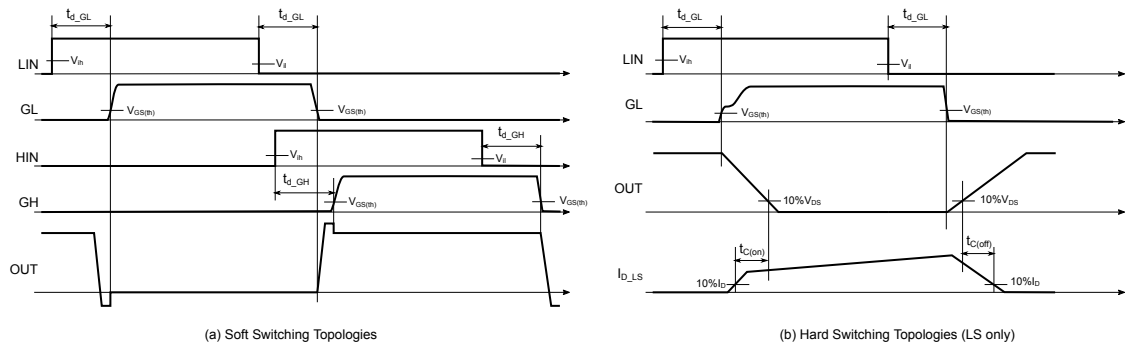 t_d_GL
t_d_GL
LIN
V_ih
V_il
GL
V_GS(th)
V_GS(th)
HIN
V_ih
V_il
t_d_GH
t_d_GH
GH
V_GS(th)
V_GS(th)
OUT
(a) Soft Switching Topologies
t_d_GL
t_d_GL
LIN
V_ih
V_il
GL
V_GS(th)
V_GS(th)
OUT
10%V_DS
10%V_DS
t_C(on)
t_C(off)
I_D_LS
10%I_D
10%I_D
(b) Hard Switching Topologies (LS only)